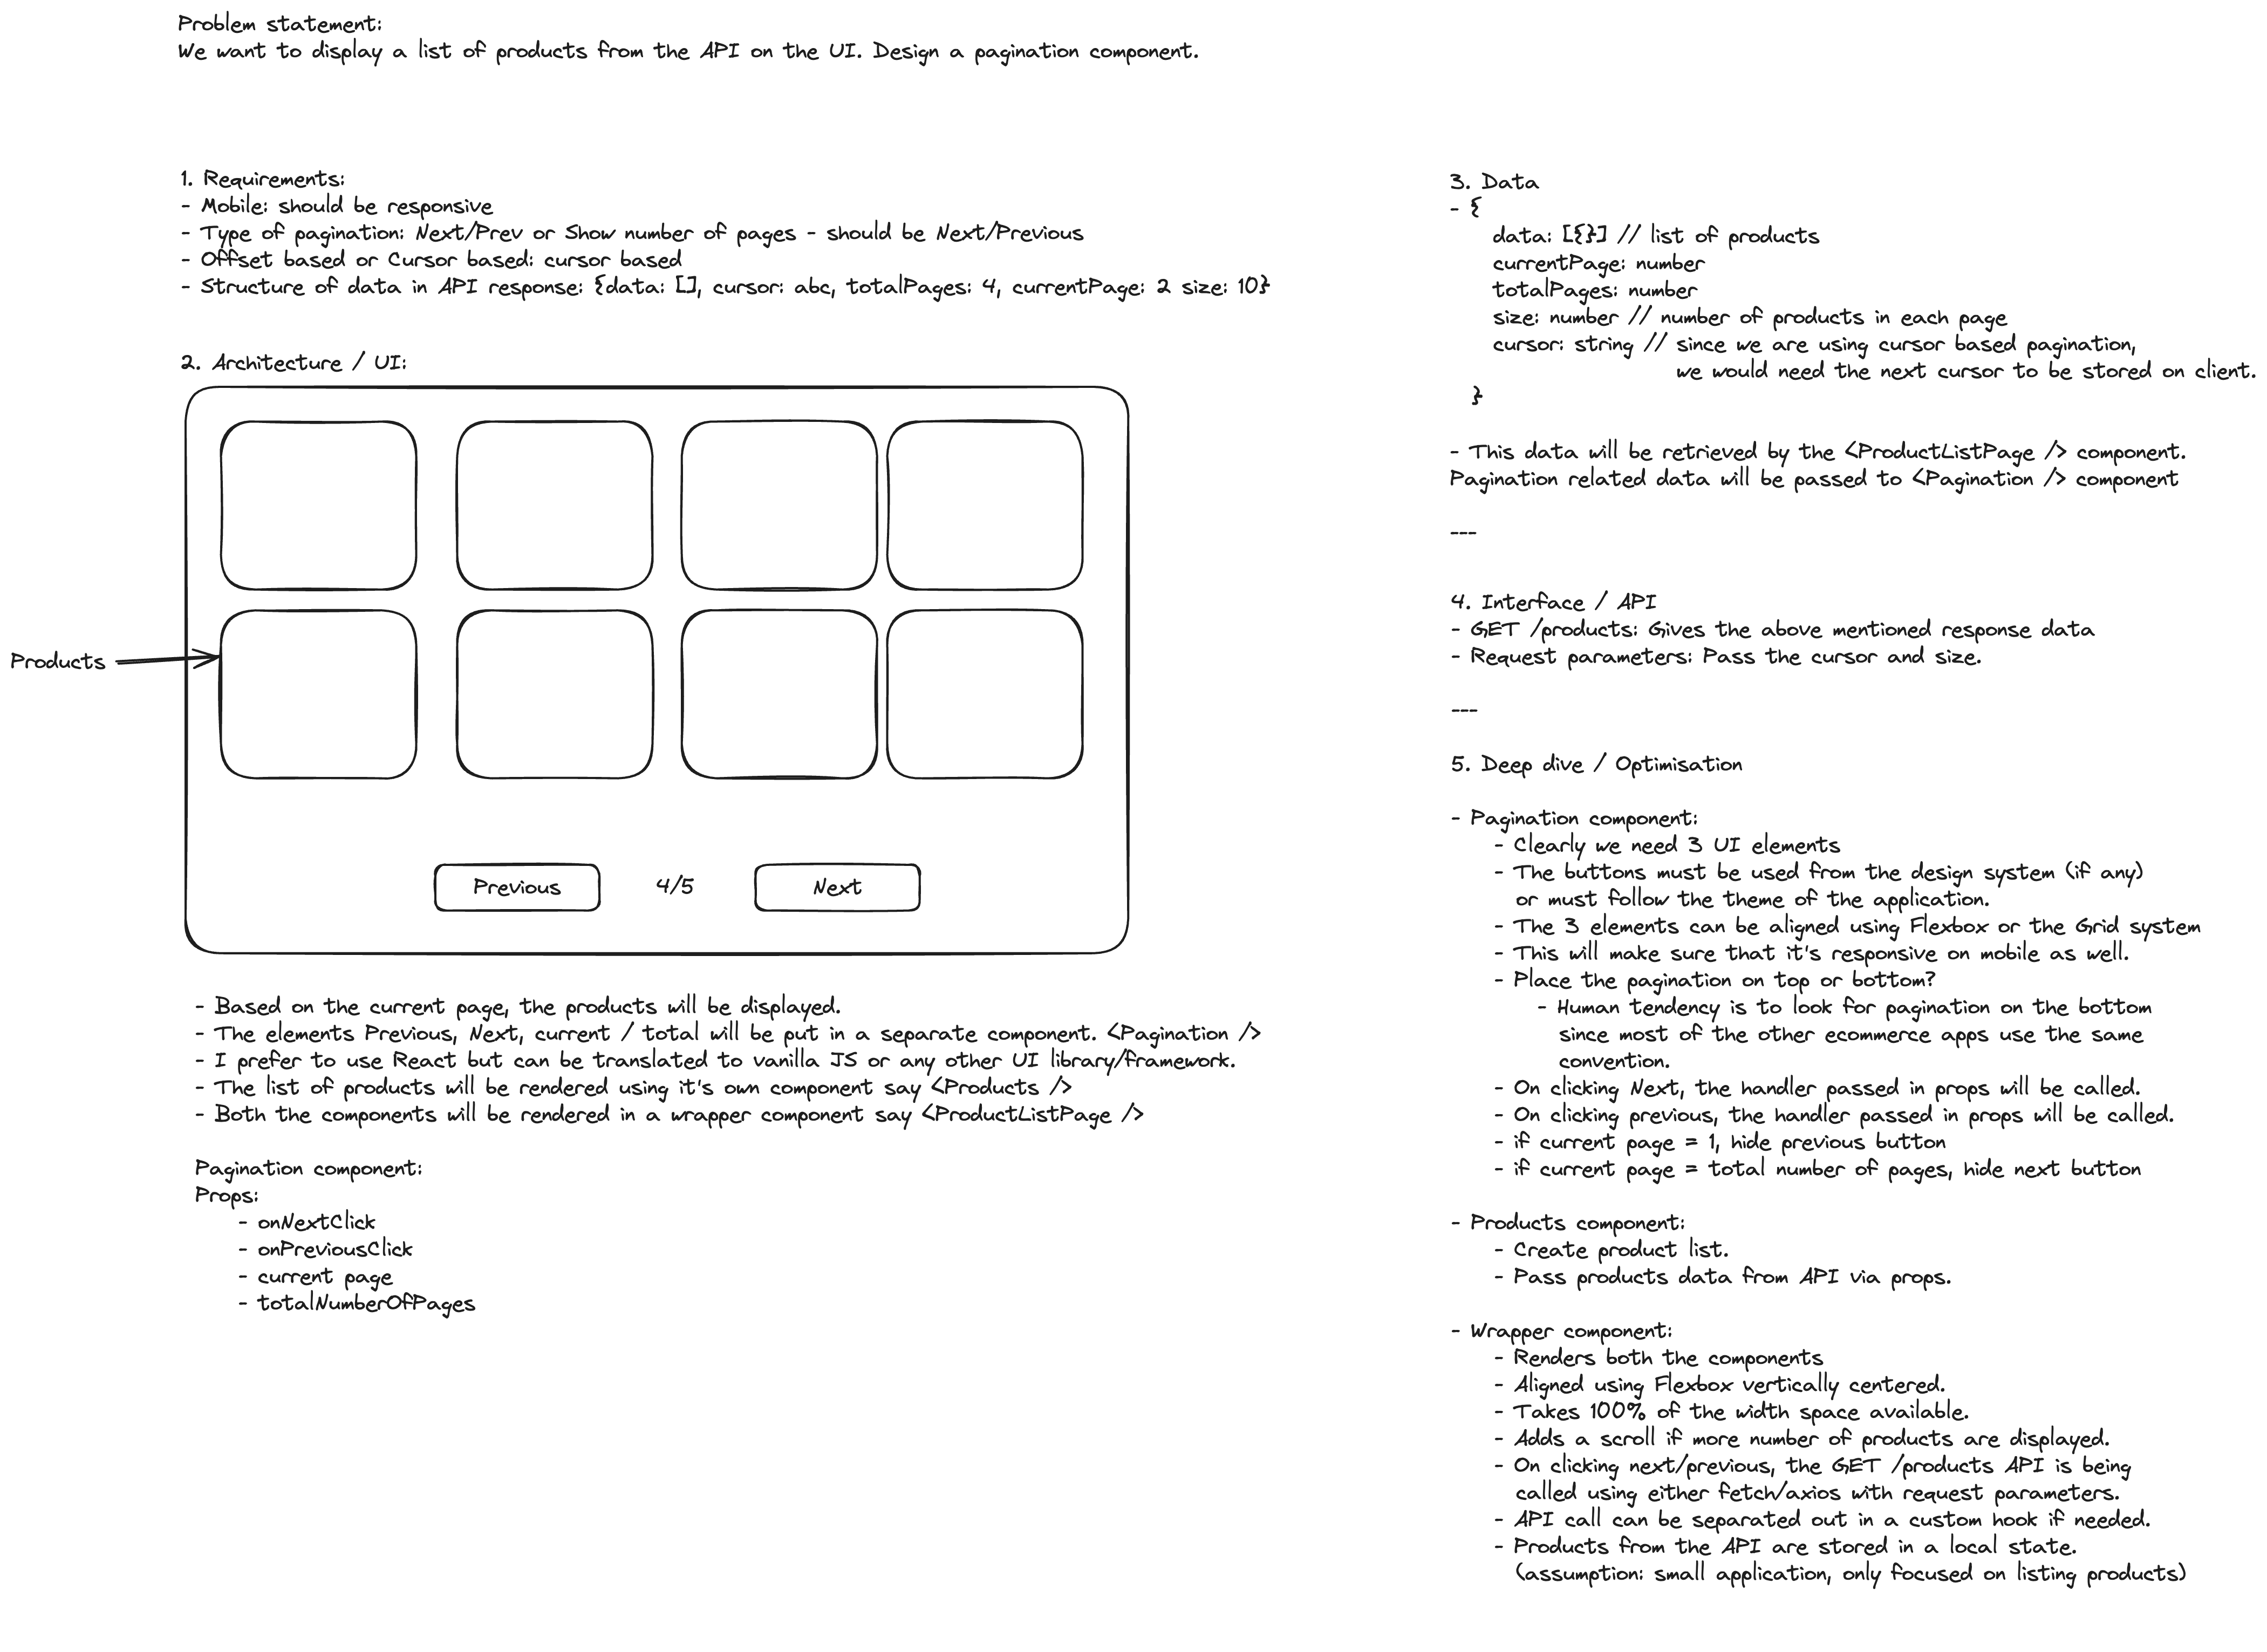 Problem statement:
We want to display a list of products from the API on the UI. Design a pagination component.
1. Requirements:
- Mobile: should be responsive
- Type of pagination: Next/Prev or Show number of pages - should be Next/Previous
- Offset based or Cursor based: cursor based
- Structure of data in API response: {data: [], cursor: abc, totalPages: 4, currentPage: 2 size: 10}
2. Architecture / UI:
Products
Previous
4/5
Next
- Based on the current page, the products will be displayed.
- The elements Previous, Next, current / total will be put in a separate component. <Pagination />
- I prefer to use React but can be translated to vanilla JS or any other UI library/framework.
- The list of products will be rendered using it's own component say <Products />
- Both the components will be rendered in a wrapper component say <ProductListPage />
Pagination component:
Props:
- onNextClick
- onPreviousClick
- current page
- totalNumberOfPages
3. Data
- {
data: [{}] // list of products
currentPage: number
totalPages: number
size: number // number of products in each page
cursor: string // since we are using cursor based pagination,
we would need the next cursor to be stored on client.
}
- This data will be retrieved by the <ProductListPage /> component.
Pagination related data will be passed to <Pagination /> component
---
4. Interface / API
- GET /products: Gives the above mentioned response data
- Request parameters: Pass the cursor and size.
---
5. Deep dive / Optimisation
- Pagination component:
- Clearly we need 3 UI elements
- The buttons must be used from the design system (if any)
or must follow the theme of the application.
- The 3 elements can be aligned using Flexbox or the Grid system
- This will make sure that it's responsive on mobile as well.
- Place the pagination on top or bottom?
- Human tendency is to look for pagination on the bottom
since most of the other ecommerce apps use the same
convention.
- On clicking Next, the handler passed in props will be called.
- On clicking previous, the handler passed in props will be called.
- if current page = 1, hide previous button
- if current page = total number of pages, hide next button
- Products component:
- Create product list.
- Pass products data from API via props.
- Wrapper component:
- Renders both the components
- Aligned using Flexbox vertically centered.
- Takes 100% of the width space available.
- Adds a scroll if more number of products are displayed.
- On clicking next/previous, the GET /products API is being
called using either fetch/axios with request parameters.
- API call can be separated out in a custom hook if needed.
- Products from the API are stored in a local state.
(assumption: small application, only focused on listing products)